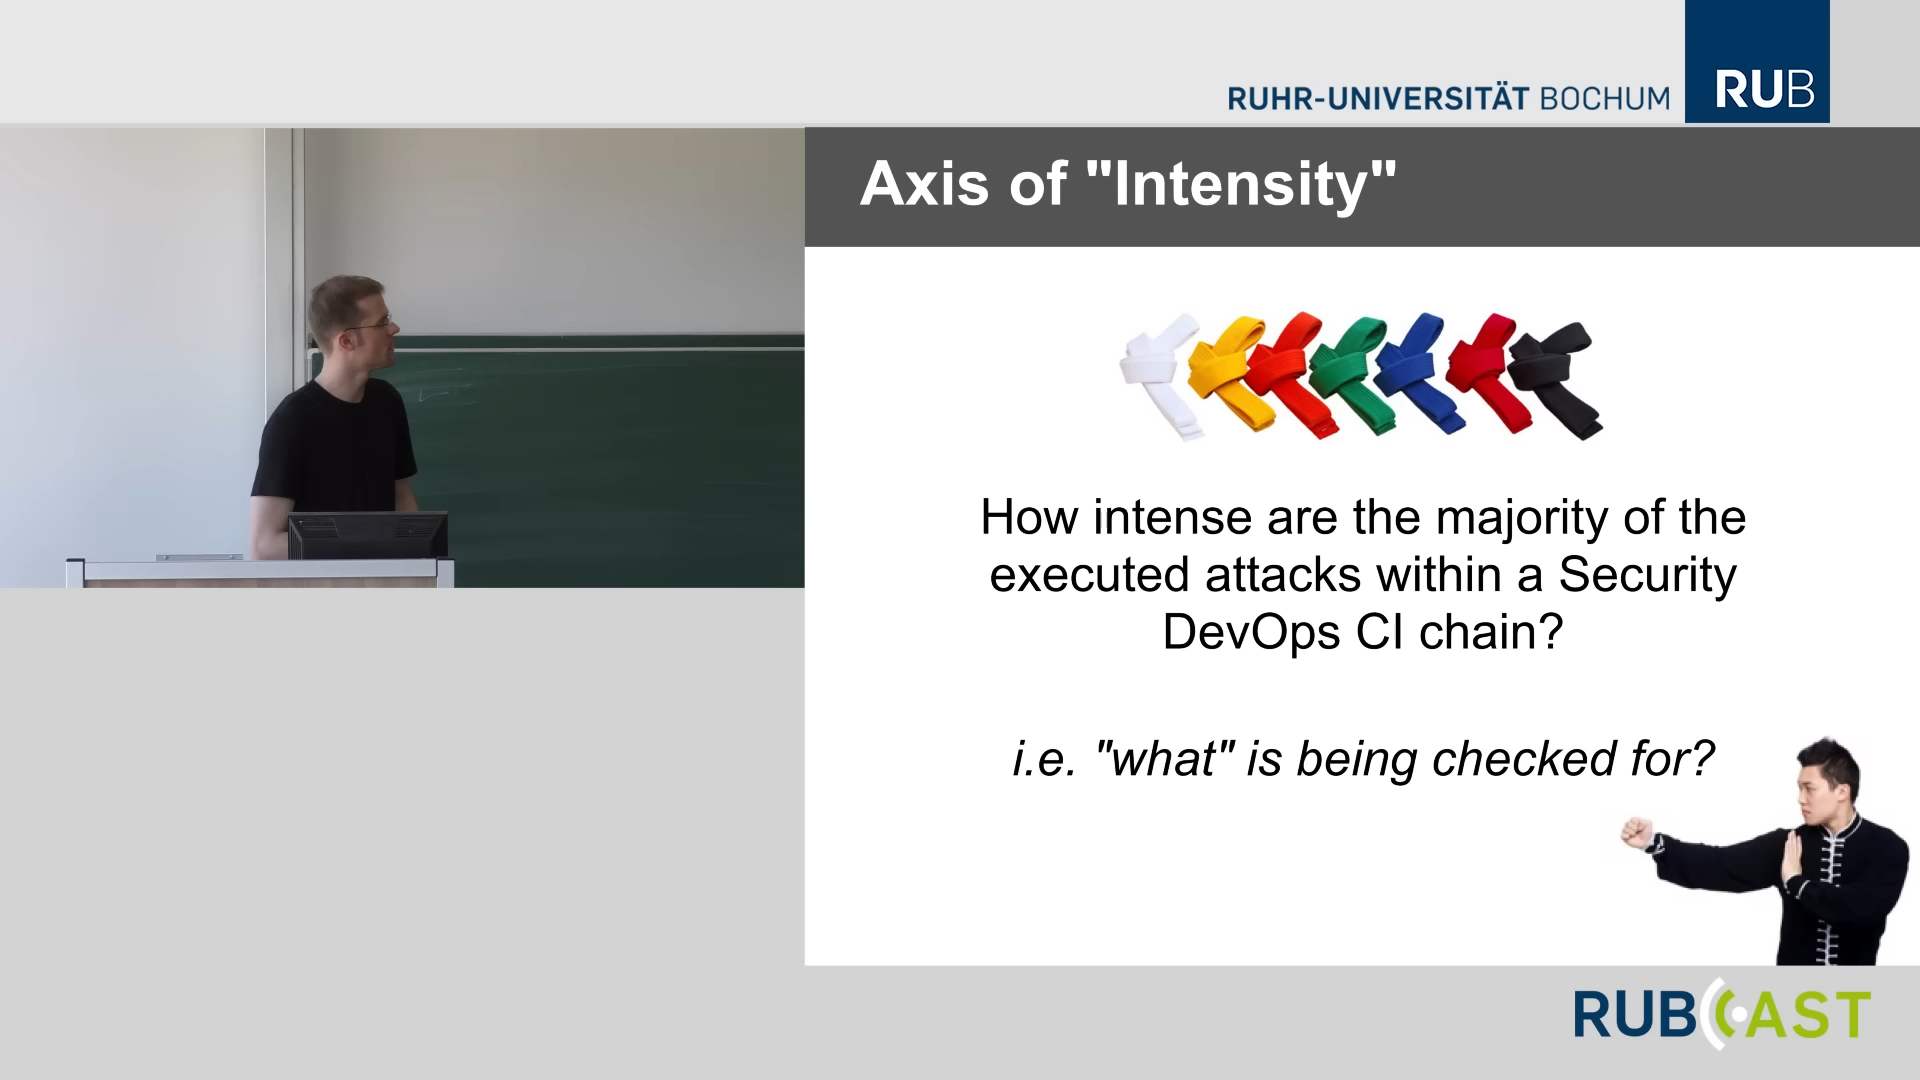 RUHR-UNIVERSITÄT BOCHUM
RUB
Axis of "Intensity"
How intense are the majority of the
executed attacks within a Security
DevOps CI chain?
i.e. "what" is being checked for?
RUBCAST